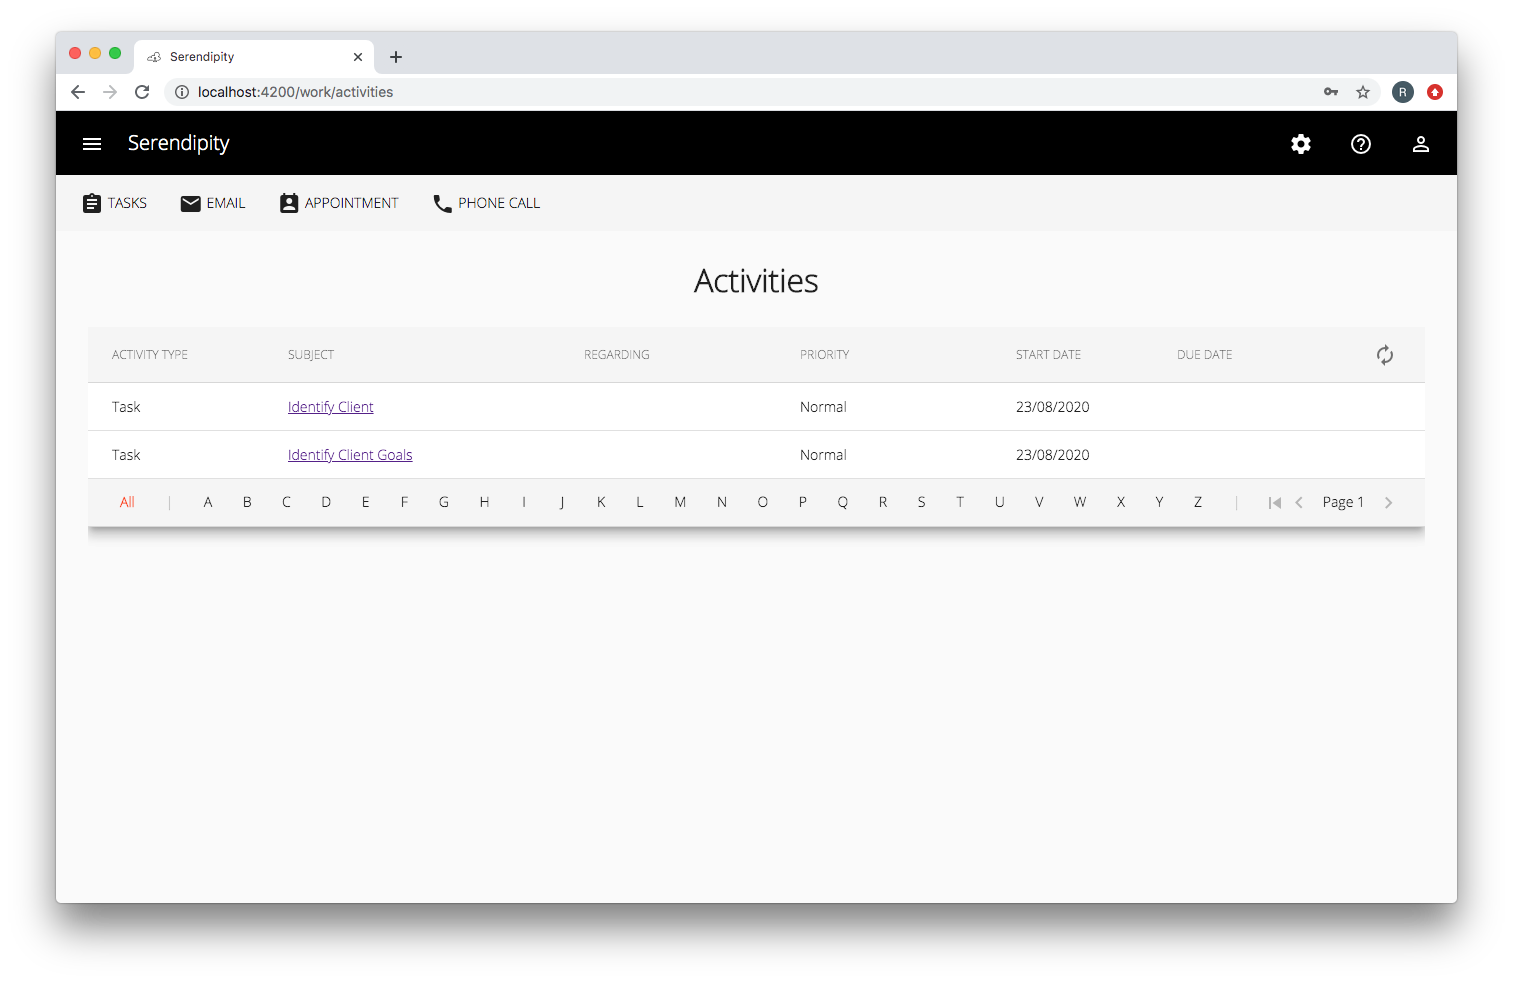 Serendipity
localhost:4200/work/activities
R
Serendipity
TASKS EMAIL APPOINTMENT PHONE CALL
Activities
ACTIVITY TYPE SUBJECT REGARDING PRIORITY START DATE DUE DATE
Task Identify Client Normal 23/08/2020
Task Identify Client Goals Normal 23/08/2020
All | A B C D E F G H I J K L M N O P Q R S T U V W X Y Z | Page 1